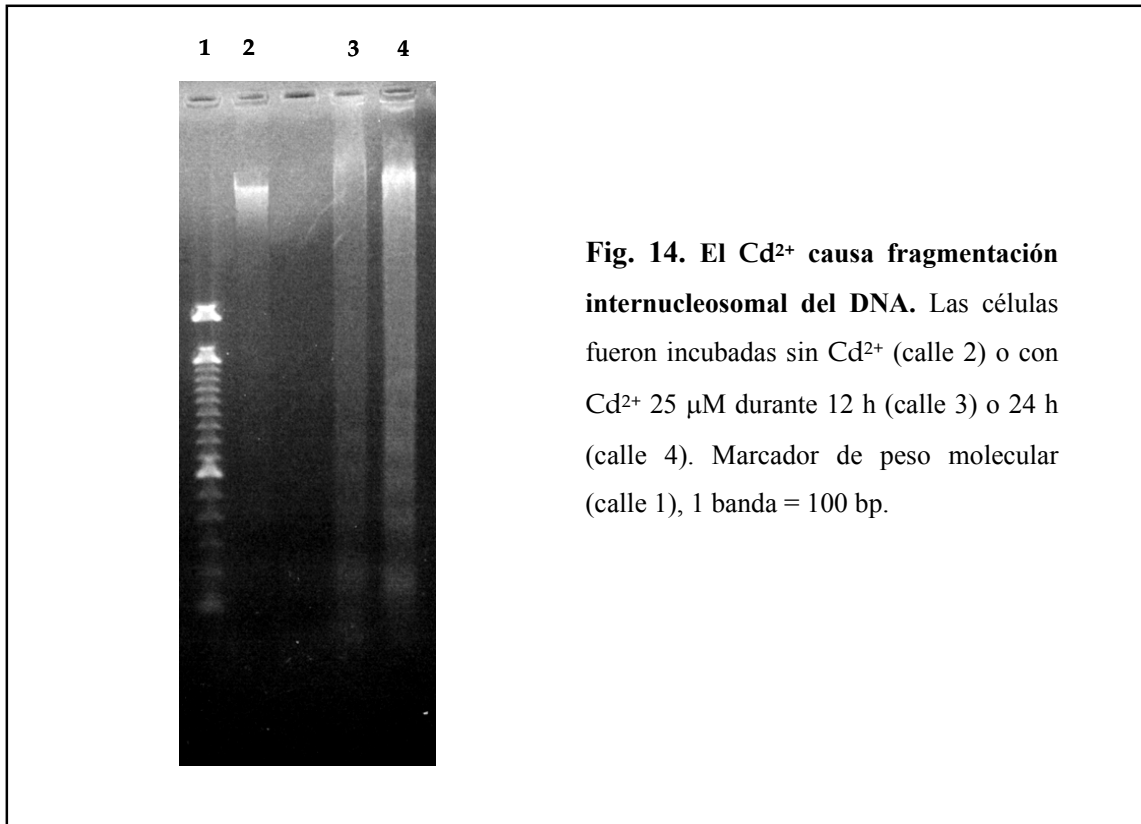 1 2 3 4
Fig. 14. El Cd²⁺ causa fragmentación
internucleosomal del DNA. Las células
fueron incubadas sin Cd²⁺ (calle 2) o con
Cd²⁺ 25 µM durante 12 h (calle 3) o 24 h
(calle 4). Marcador de peso molecular
(calle 1), 1 banda = 100 bp.